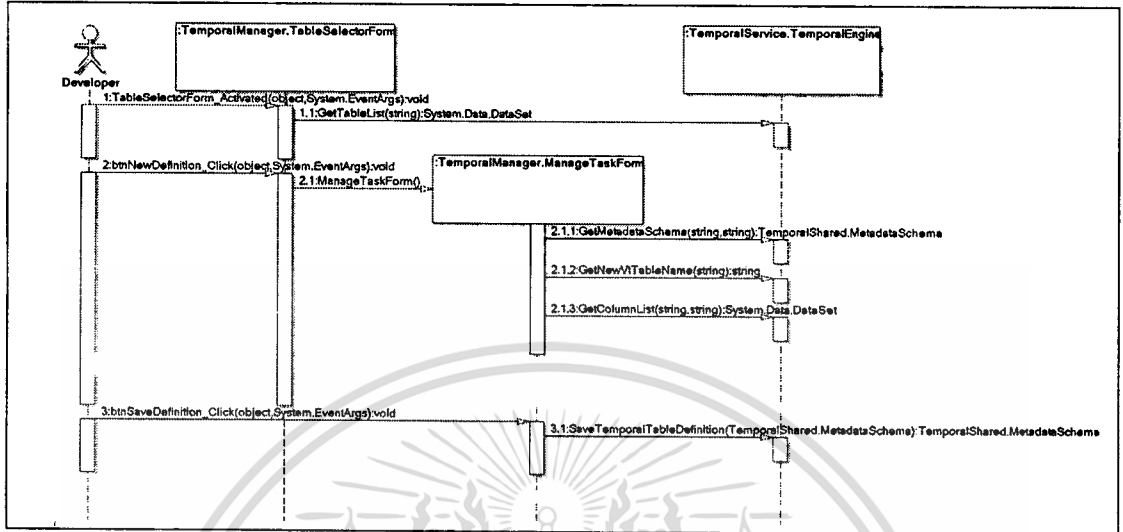 :TemporalManager.TableSelectorForm
:TemporalService.TemporalEngine
Developer
1:TableSelectorForm_Activated(object,System.EventArgs):void
1.1:GetTableList(string):System.Data.DataSet
2:btnNewDefinition_Click(object,System.EventArgs):void
:TemporalManager.ManageTaskForm
2.1:ManageTaskForm()
2.1.1:GetMetadataSchema(string,string):TemporalShared.MetadataSchema
2.1.2:GetNewVtTableName(string):string
2.1.3:GetColumnList(string,string):System.Data.DataSet
3:btnSaveDefinition_Click(object,System.EventArgs):void
3.1:SaveTemporalTableDefinition(TemporalShared.MetadataSchema):TemporalShared.MetadataSchema